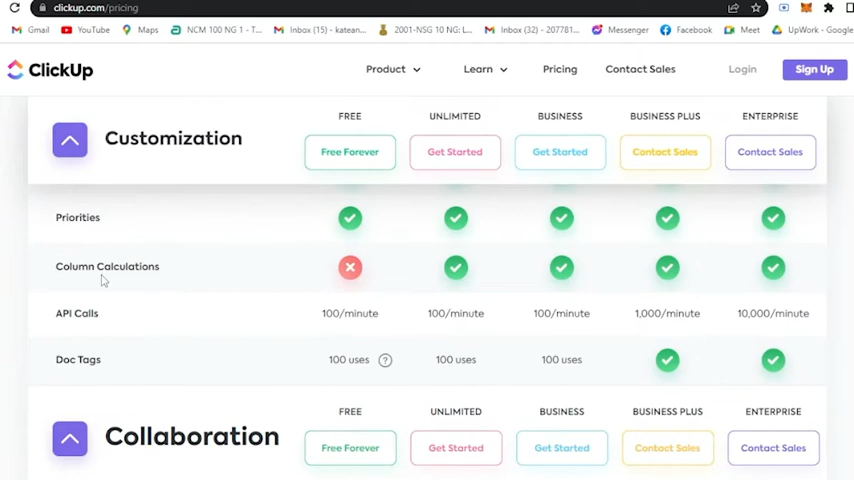 clickup.com/pricing
Gmail YouTube Maps NCM 100 NG 1 - T... Inbox (15) - katean... 2001-NSG 10 NG: L... Inbox (32) - 207781... Messenger Facebook Meet UpWork - Google
ClickUp Product Learn Pricing Contact Sales Login Sign Up
FREE UNLIMITED BUSINESS BUSINESS PLUS ENTERPRISE
Customization Free Forever Get Started Get Started Contact Sales Contact Sales
Priorities
Column Calculations
API Calls 100/minute 100/minute 100/minute 1,000/minute 10,000/minute
Doc Tags 100 uses ? 100 uses 100 uses
FREE UNLIMITED BUSINESS BUSINESS PLUS ENTERPRISE
Collaboration Free Forever Get Started Get Started Contact Sales Contact Sales